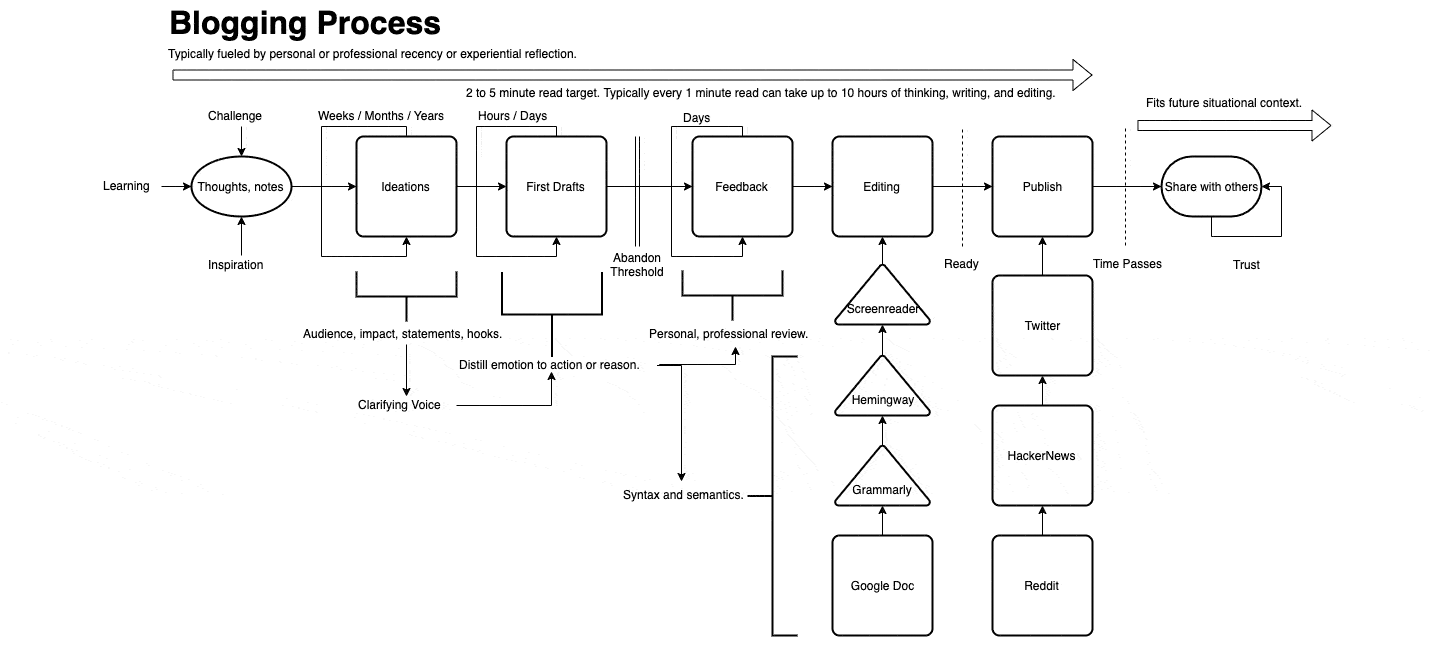 Blogging Process
Typically fueled by personal or professional recency or experiential reflection.
2 to 5 minute read target. Typically every 1 minute read can take up to 10 hours of thinking, writing, and editing.
Fits future situational context.
Challenge
Weeks / Months / Years
Hours / Days
Days
Learning
Thoughts, notes
Ideations
First Drafts
Feedback
Editing
Publish
Share with others
Inspiration
Abandon
Threshold
Ready
Time Passes
Trust
Audience, impact, statements, hooks.
Distill emotion to action or reason.
Clarifying Voice
Personal, professional review.
Syntax and semantics.
Screenreader
Hemingway
Grammarly
Google Doc
Twitter
HackerNews
Reddit